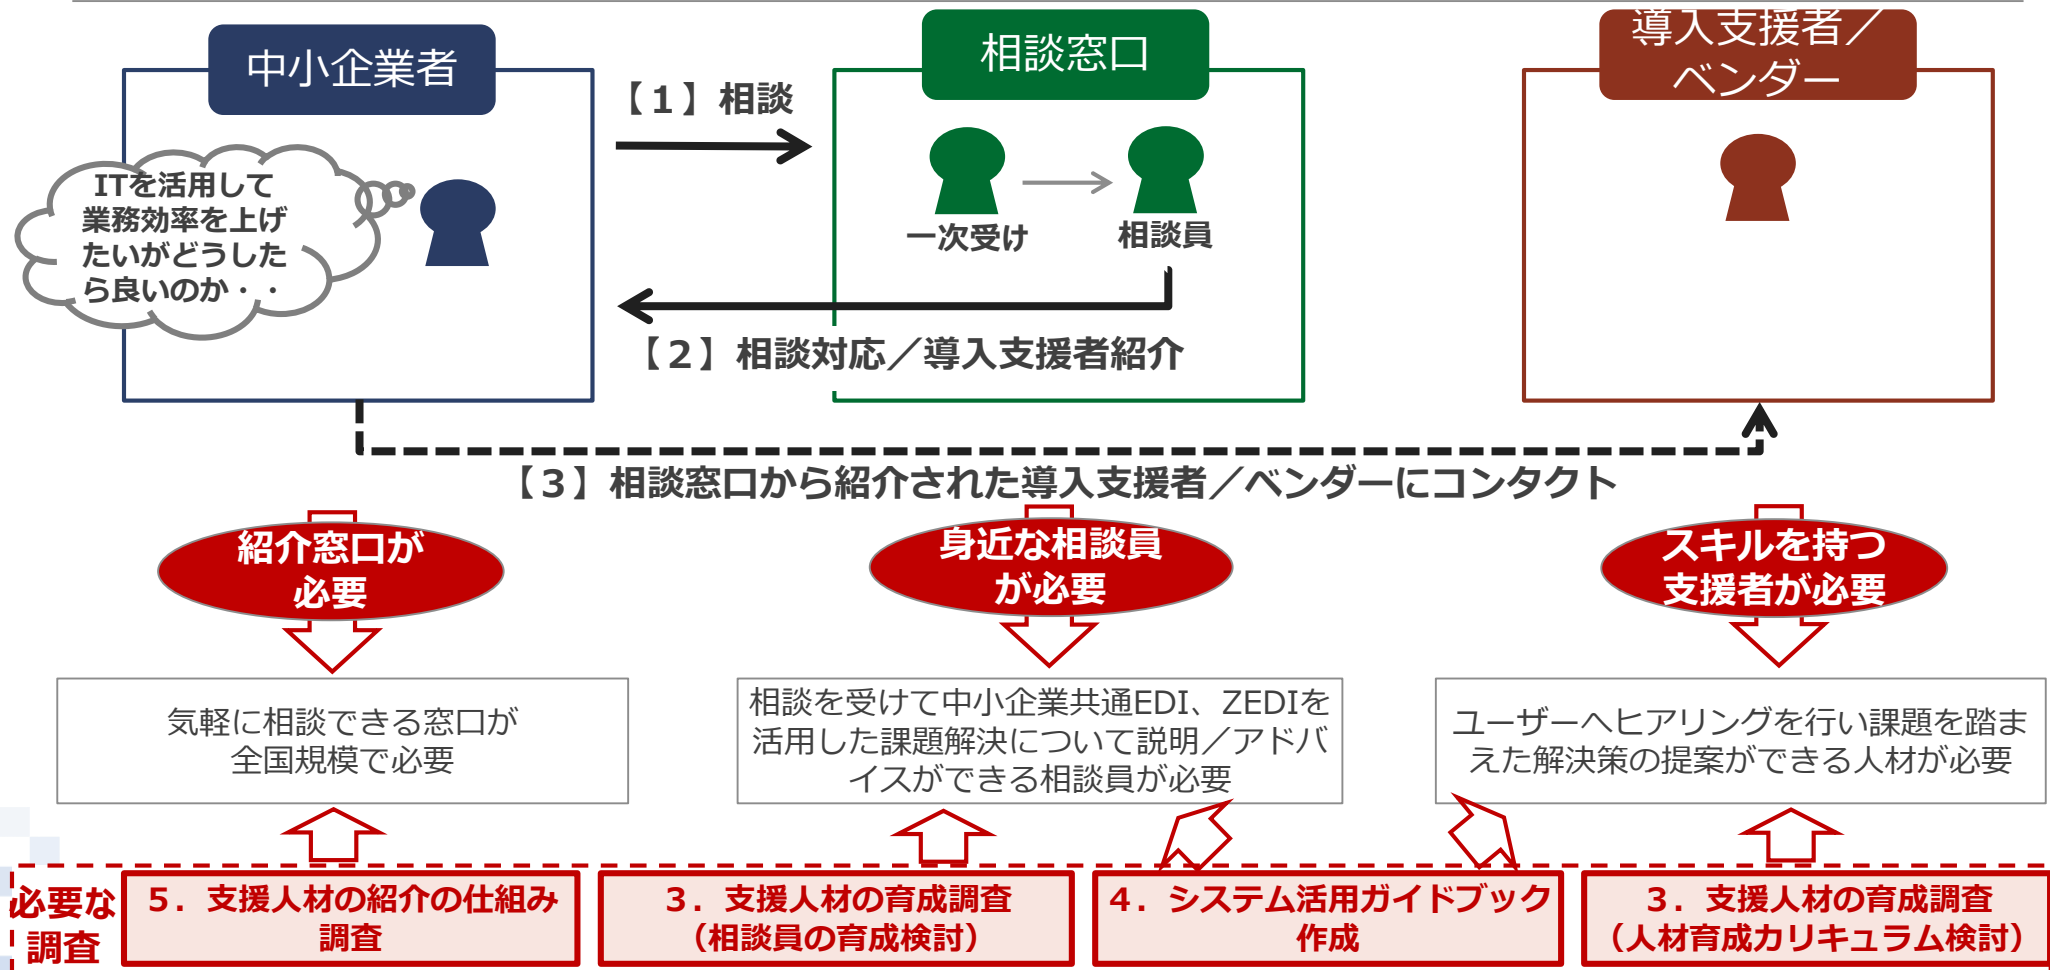 中小企業者
相談窓口
導入支援者／
ベンダー
【１】相談
ITを活用して
業務効率を上げ
たいがどうした
ら良いのか・・
一次受け
相談員
【２】相談対応／導入支援者紹介
【３】相談窓口から紹介された導入支援者／ベンダーにコンタクト
紹介窓口が
必要
身近な相談員
が必要
スキルを持つ
支援者が必要
気軽に相談できる窓口が
全国規模で必要
相談を受けて中小企業共通EDI、ZEDIを
活用した課題解決について説明／アドバ
イスができる相談員が必要
ユーザーへヒアリングを行い課題を踏ま
えた解決策の提案ができる人材が必要
必要な
調査
５．支援人材の紹介の仕組み
調査
３．支援人材の育成調査
（相談員の育成検討）
４．システム活用ガイドブック
作成
３．支援人材の育成調査
（人材育成カリキュラム検討）